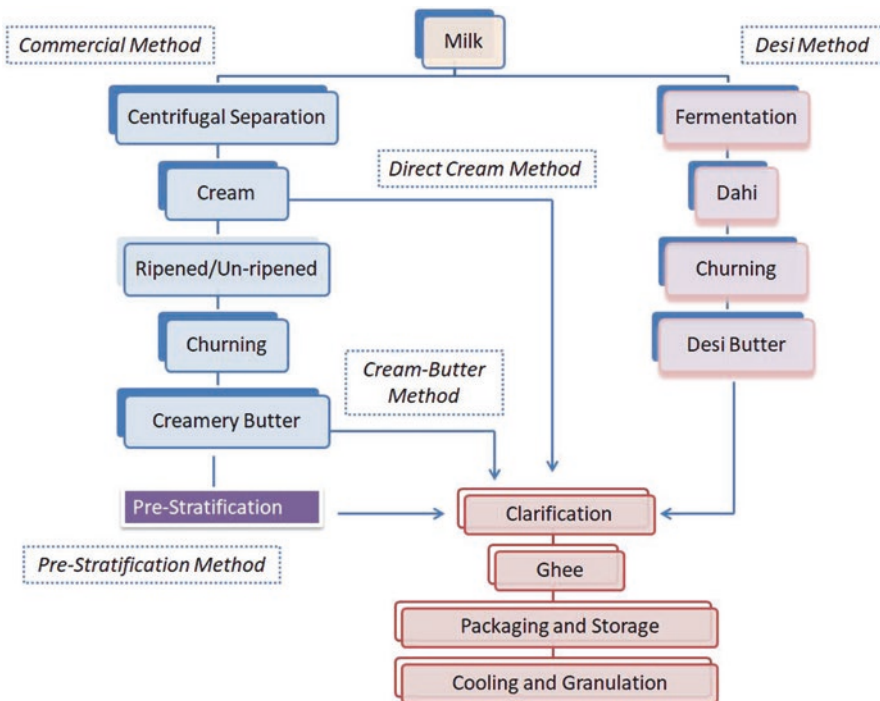 Commercial Method
Milk
Desi Method
Centrifugal Separation
Fermentation
Direct Cream Method
Cream
Dahi
Ripened/Un-ripened
Churning
Churning
Cream-Butter
Method
Desi Butter
Creamery Butter
Pre-Stratification
Clarification
Pre-Stratification Method
Ghee
Packaging and Storage
Cooling and Granulation